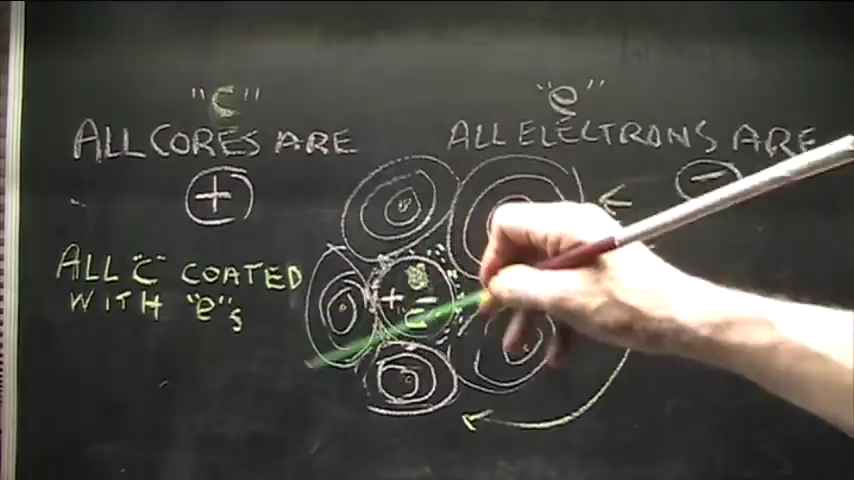 "C"
ALL CORES ARE
+
"e"
ALL ELECTRONS ARE
-
ALL "C" COATED
WITH "e"s
+ -
C